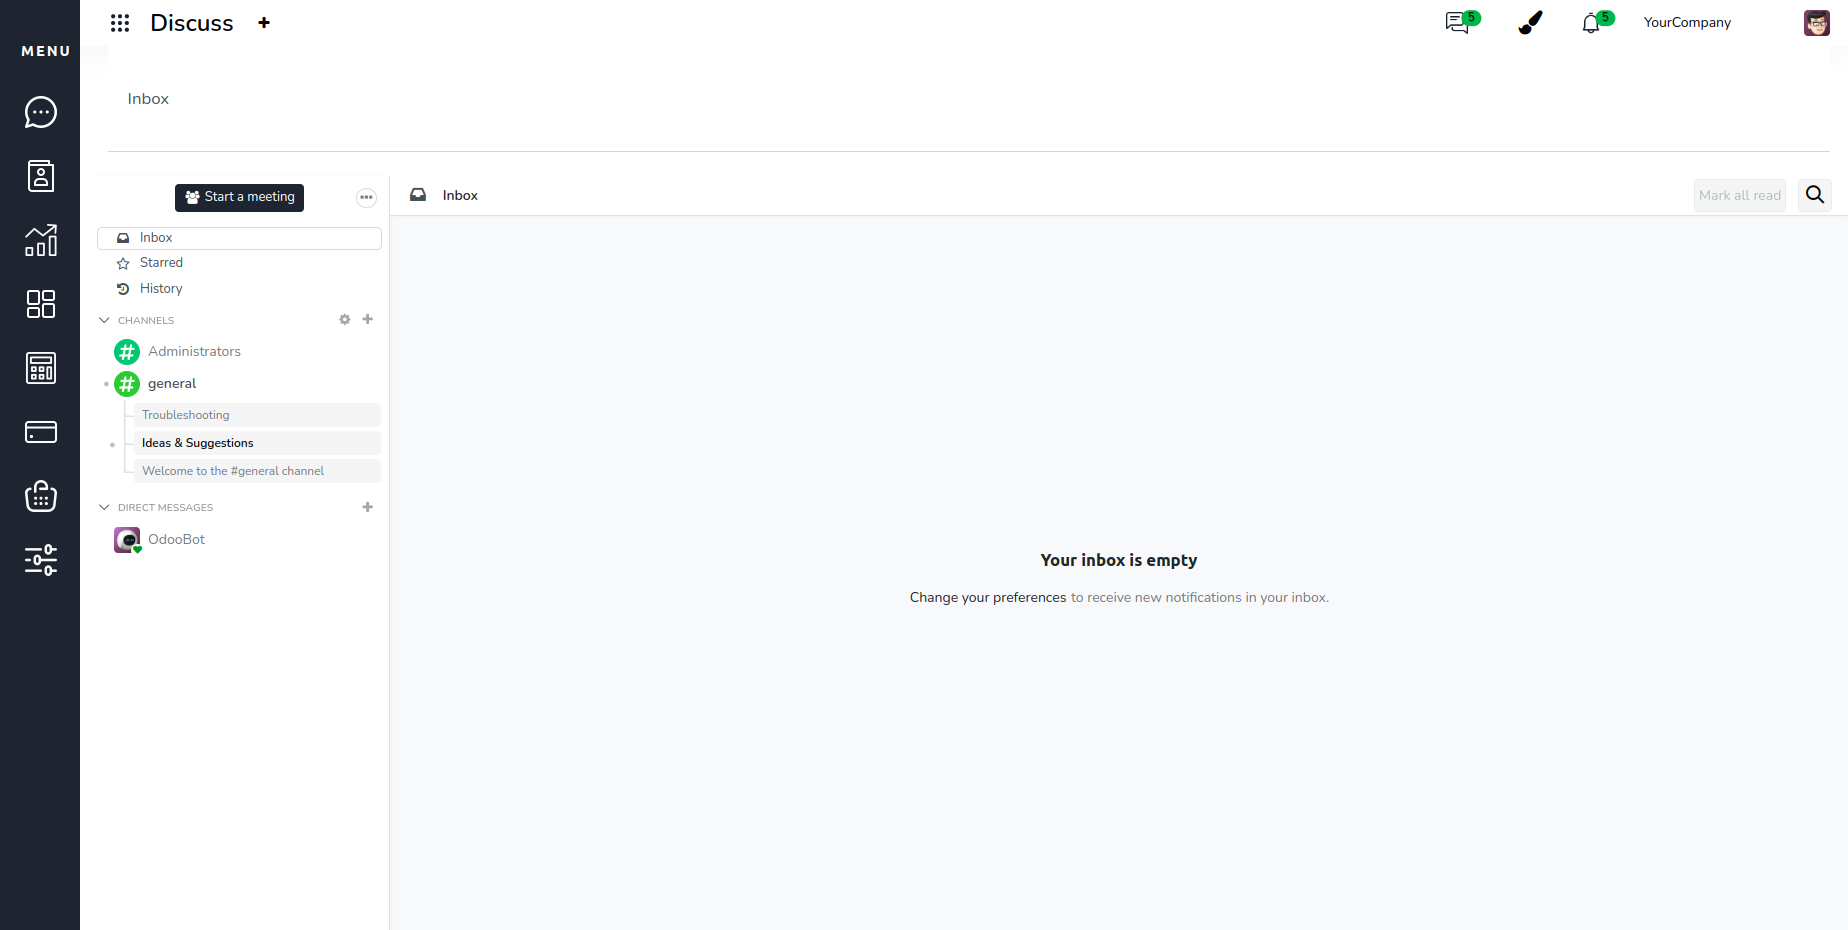 MENU
Discuss
5
5
YourCompany
Inbox
Start a meeting
Inbox
Mark all read
Inbox
Starred
History
CHANNELS
Administrators
general
Troubleshooting
Ideas & Suggestions
Welcome to the #general channel
DIRECT MESSAGES
OdooBot
Your inbox is empty
Change your preferences to receive new notifications in your inbox.